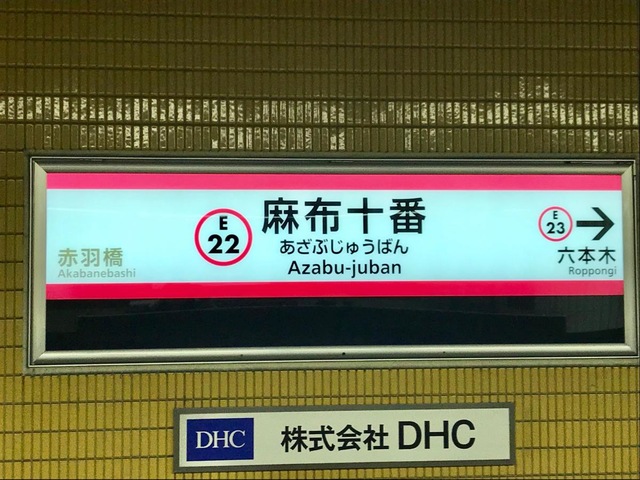 E
22
麻布十番
あざぶじゅうばん
Azabu-juban
赤羽橋
Akabanebashi
E
23
六本木
Roppongi
DHC
株式会社 DHC